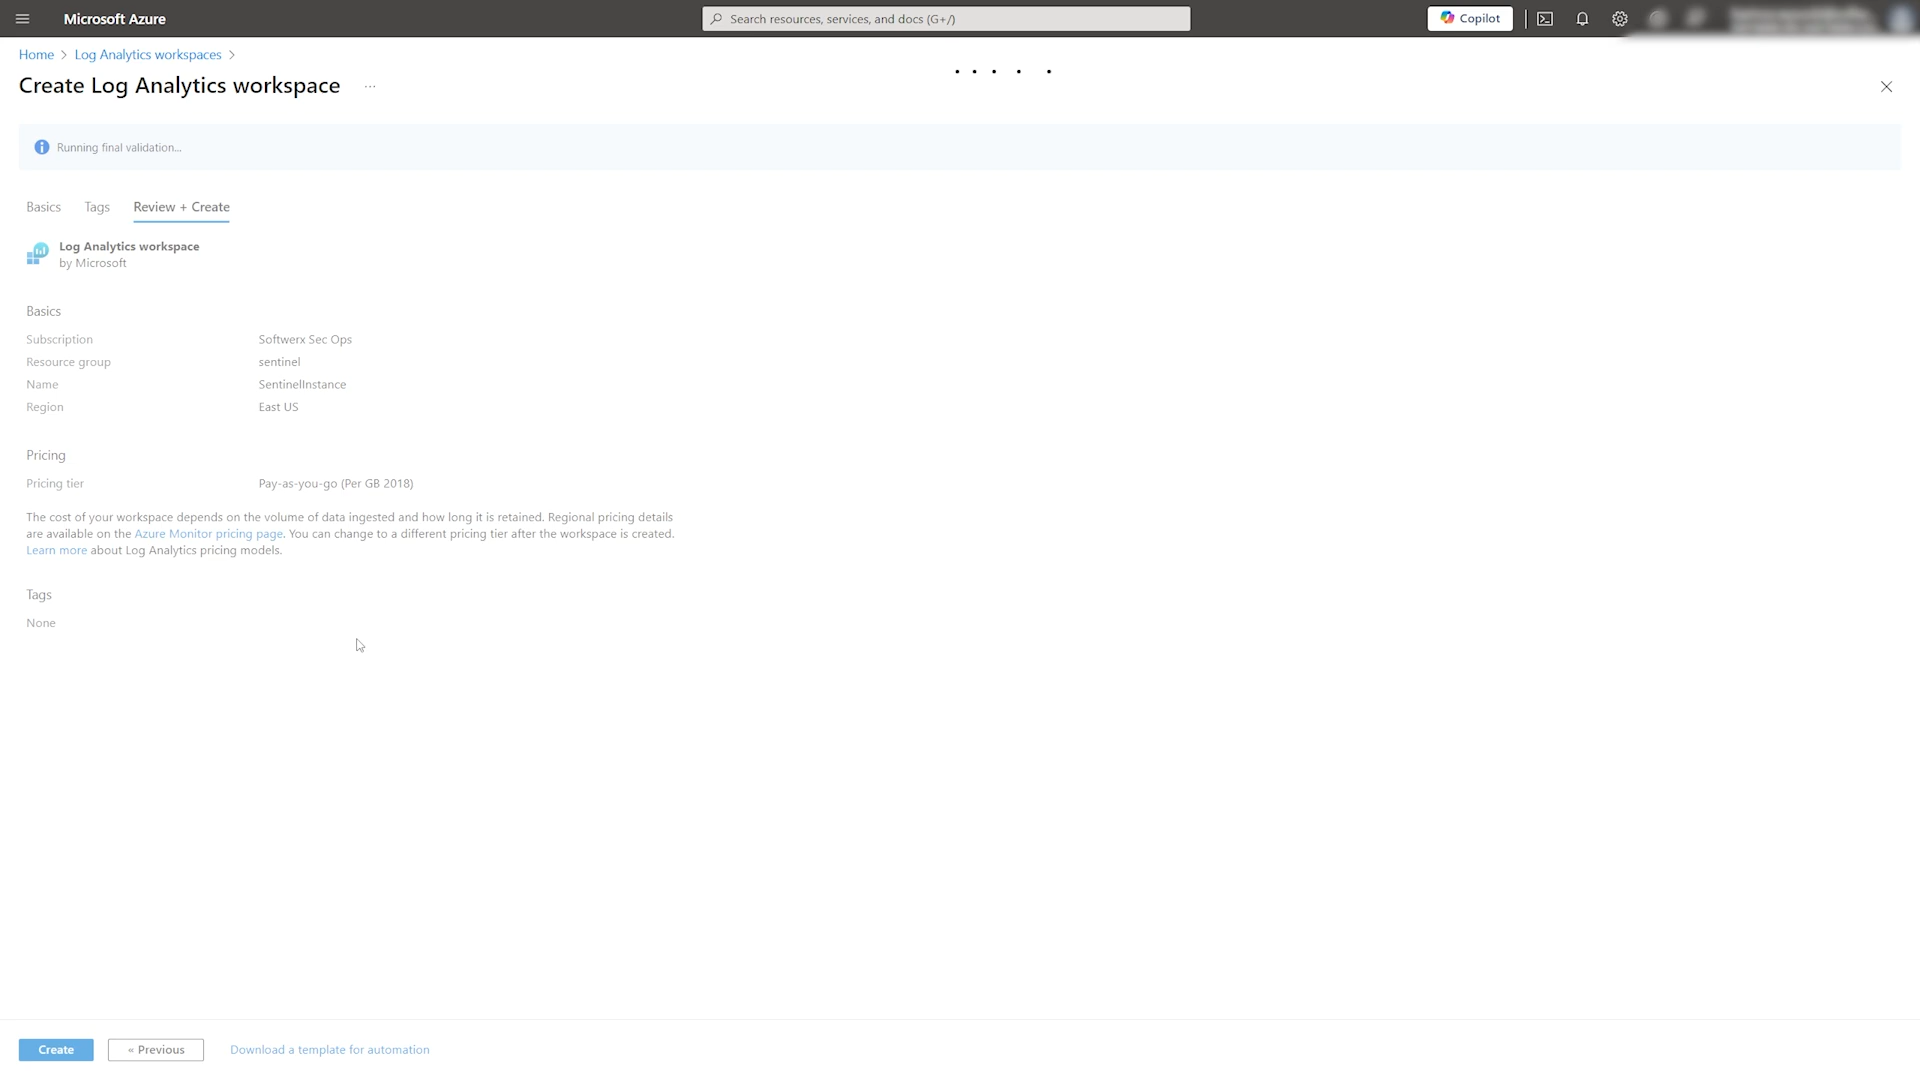 Microsoft Azure
Search resources, services, and docs (G+/)
Copilot
Home > Log Analytics workspaces >
Create Log Analytics workspace ...
Running final validation...
Basics Tags Review + Create
Log Analytics workspace
by Microsoft
Basics
Subscription Softwerx Sec Ops
Resource group sentinel
Name SentinelInstance
Region East US
Pricing
Pricing tier Pay-as-you-go (Per GB 2018)
The cost of your workspace depends on the volume of data ingested and how long it is retained. Regional pricing details
are available on the Azure Monitor pricing page. You can change to a different pricing tier after the workspace is created.
Learn more about Log Analytics pricing models.
Tags
None
Create « Previous Download a template for automation